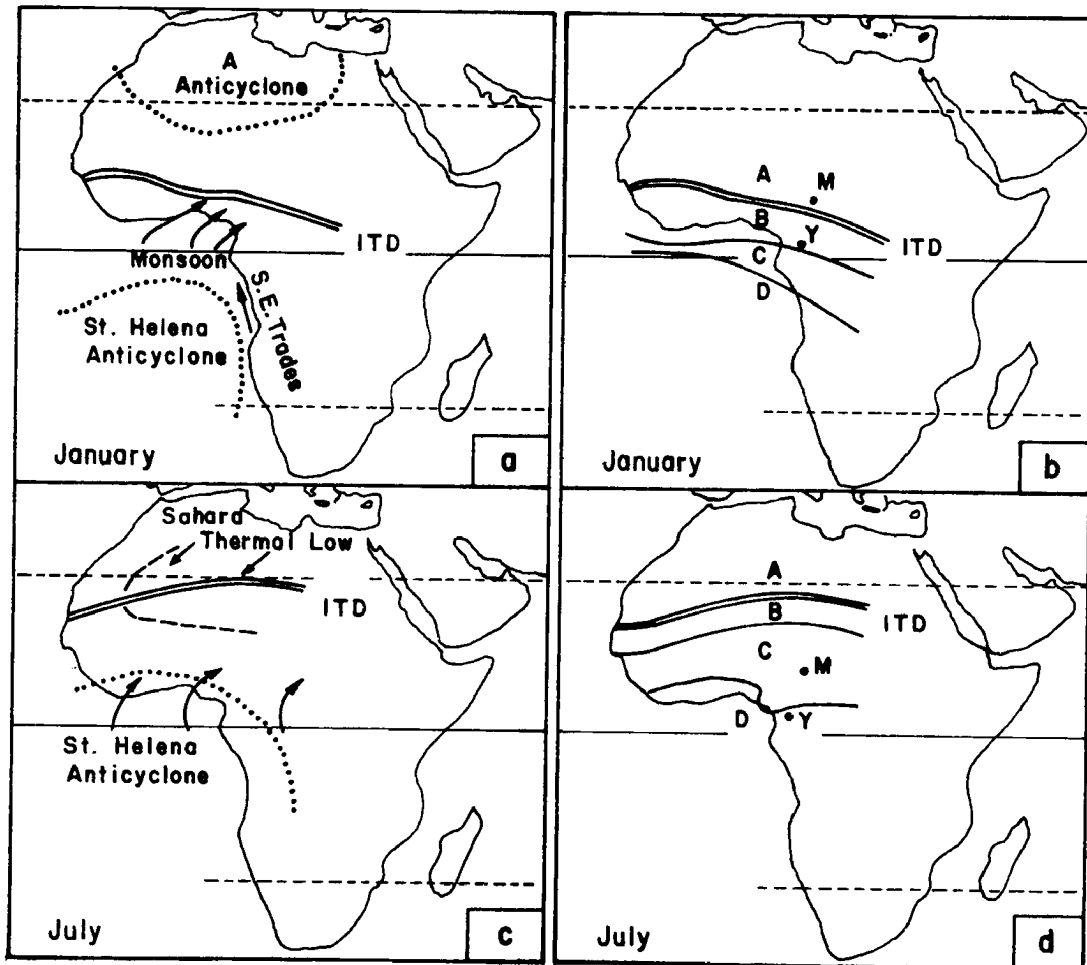 A
Anticyclone
ITD
Monsoon
S.E. Trades
St. Helena
Anticyclone
January
a
A
M
B
Y
ITD
C
D
January
b
Sahara
Thermal Low
ITD
St. Helena
Anticyclone
July
c
A
B
ITD
C
M
D
Y
July
d